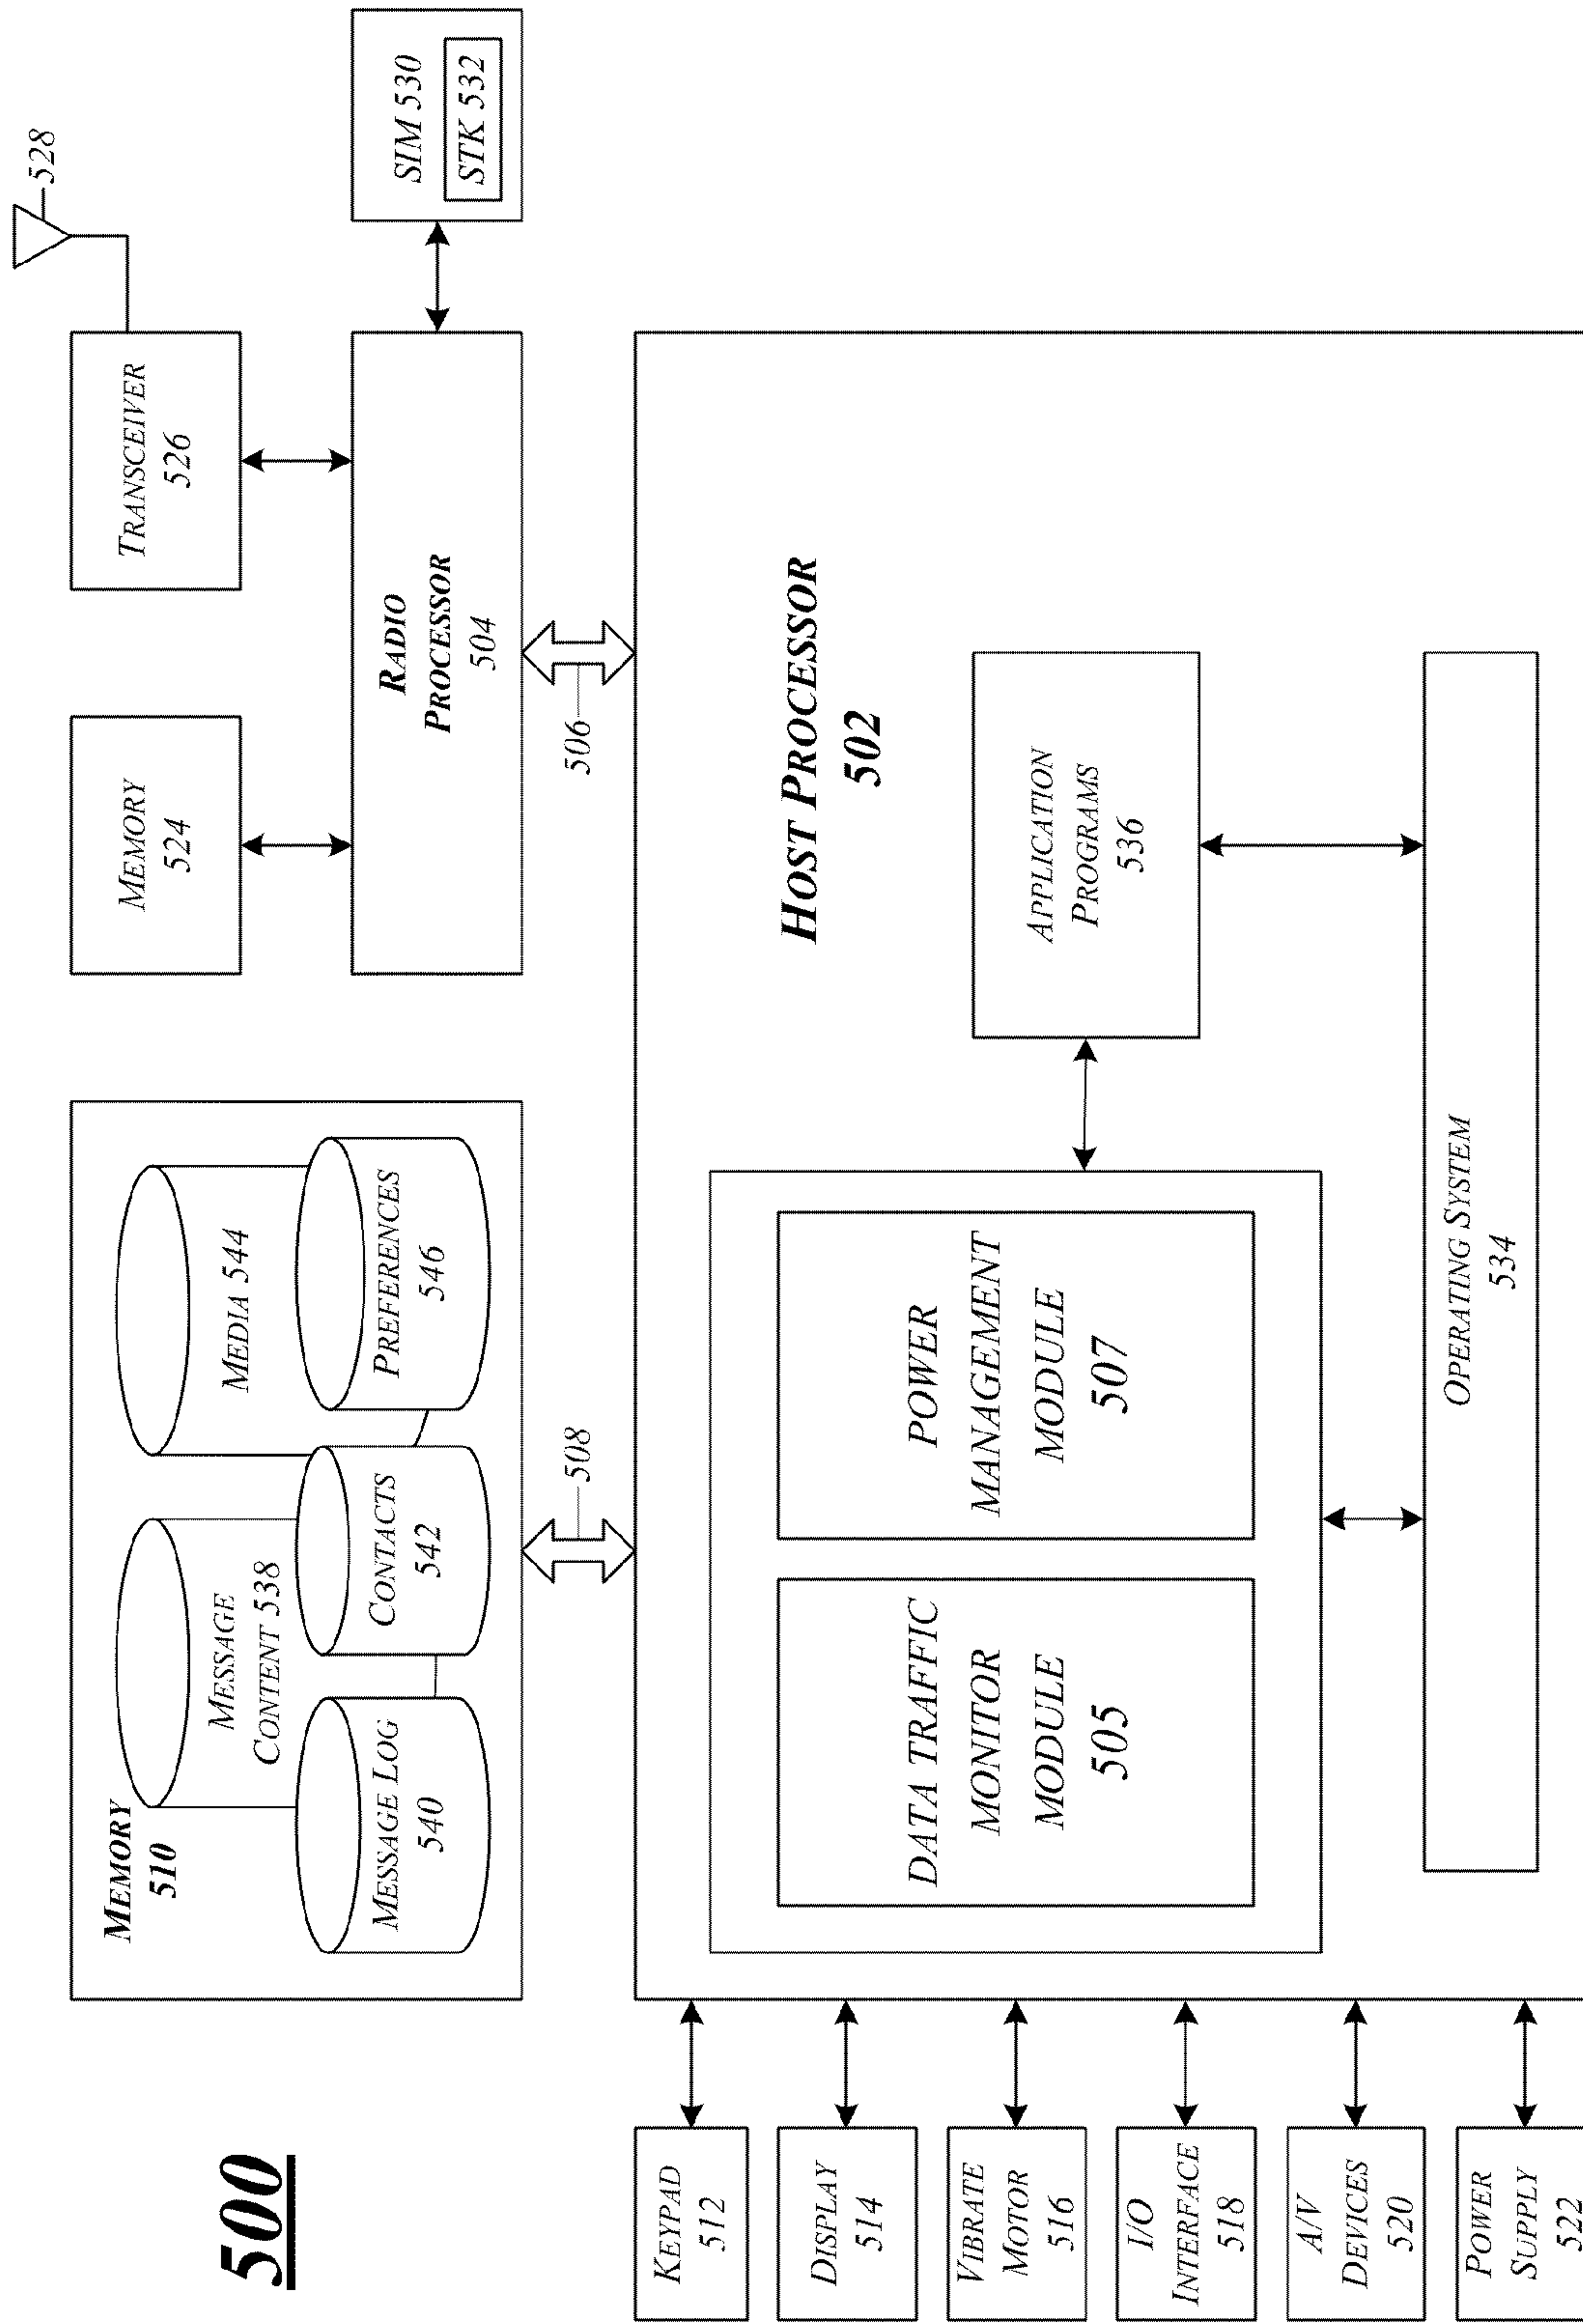 500
MEMORY
510
MESSAGE
CONTENT 538
MEDIA 544
MESSAGE LOG
540
CONTACTS
542
PREFERENCES
546
MEMORY
524
TRANSCEIVER
526
528
RADIO
PROCESSOR
504
SIM 530
STK 532
508
506
KEYPAD
512
DISPLAY
514
VIBRATE
MOTOR
516
I/O
INTERFACE
518
A/V
DEVICES
520
POWER
SUPPLY
522
HOST PROCESSOR
502
DATA TRAFFIC
MONITOR
MODULE
505
POWER
MANAGEMENT
MODULE
507
APPLICATION
PROGRAMS
536
OPERATING SYSTEM
534